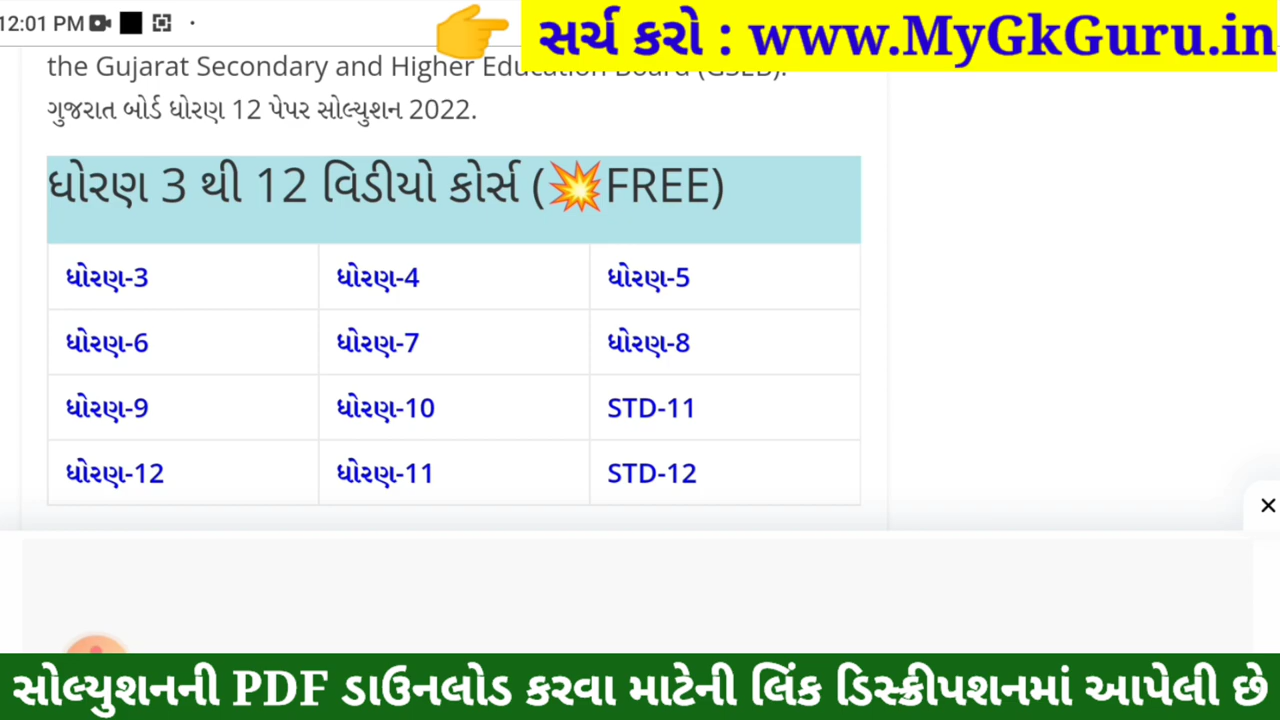 12:01 PM
👉 સર્ચ કરો : www.MyGkGuru.in
the Gujarat Secondary and Higher Education Board (GSEB).
ગુજરાત બોર્ડ ધોરણ 12 પેપર સોલ્યુશન 2022.
ધોરણ 3 થી 12 વિડીયો કોર્સ (💥FREE)
ધોરણ-3 ધોરણ-4 ધોરણ-5
ધોરણ-6 ધોરણ-7 ધોરણ-8
ધોરણ-9 ધોરણ-10 STD-11
ધોરણ-12 ધોરણ-11 STD-12
સોલ્યુશનની PDF ડાઉનલોડ કરવા માટેની લિંક ડિસ્ક્રીપશનમાં આપેલી છે